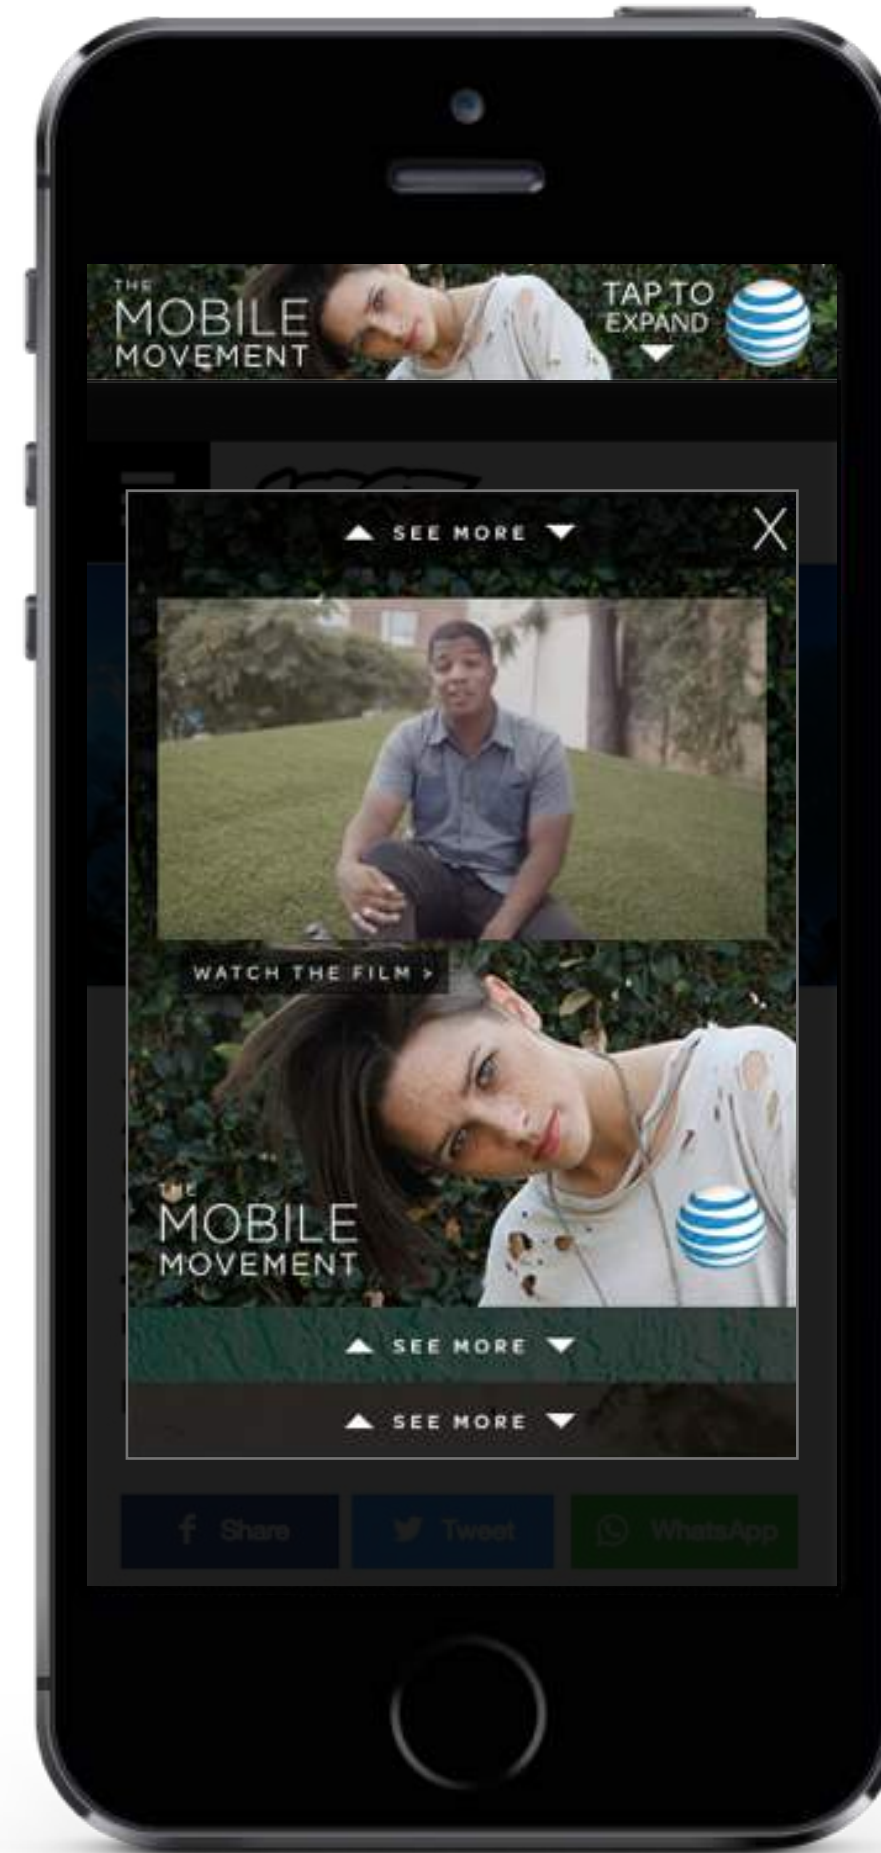 THE
MOBILE
MOVEMENT
TAP TO
EXPAND
SEE MORE
X
WATCH THE FILM >
THE
MOBILE
MOVEMENT
SEE MORE
SEE MORE
f Share
Tweet
WhatsApp